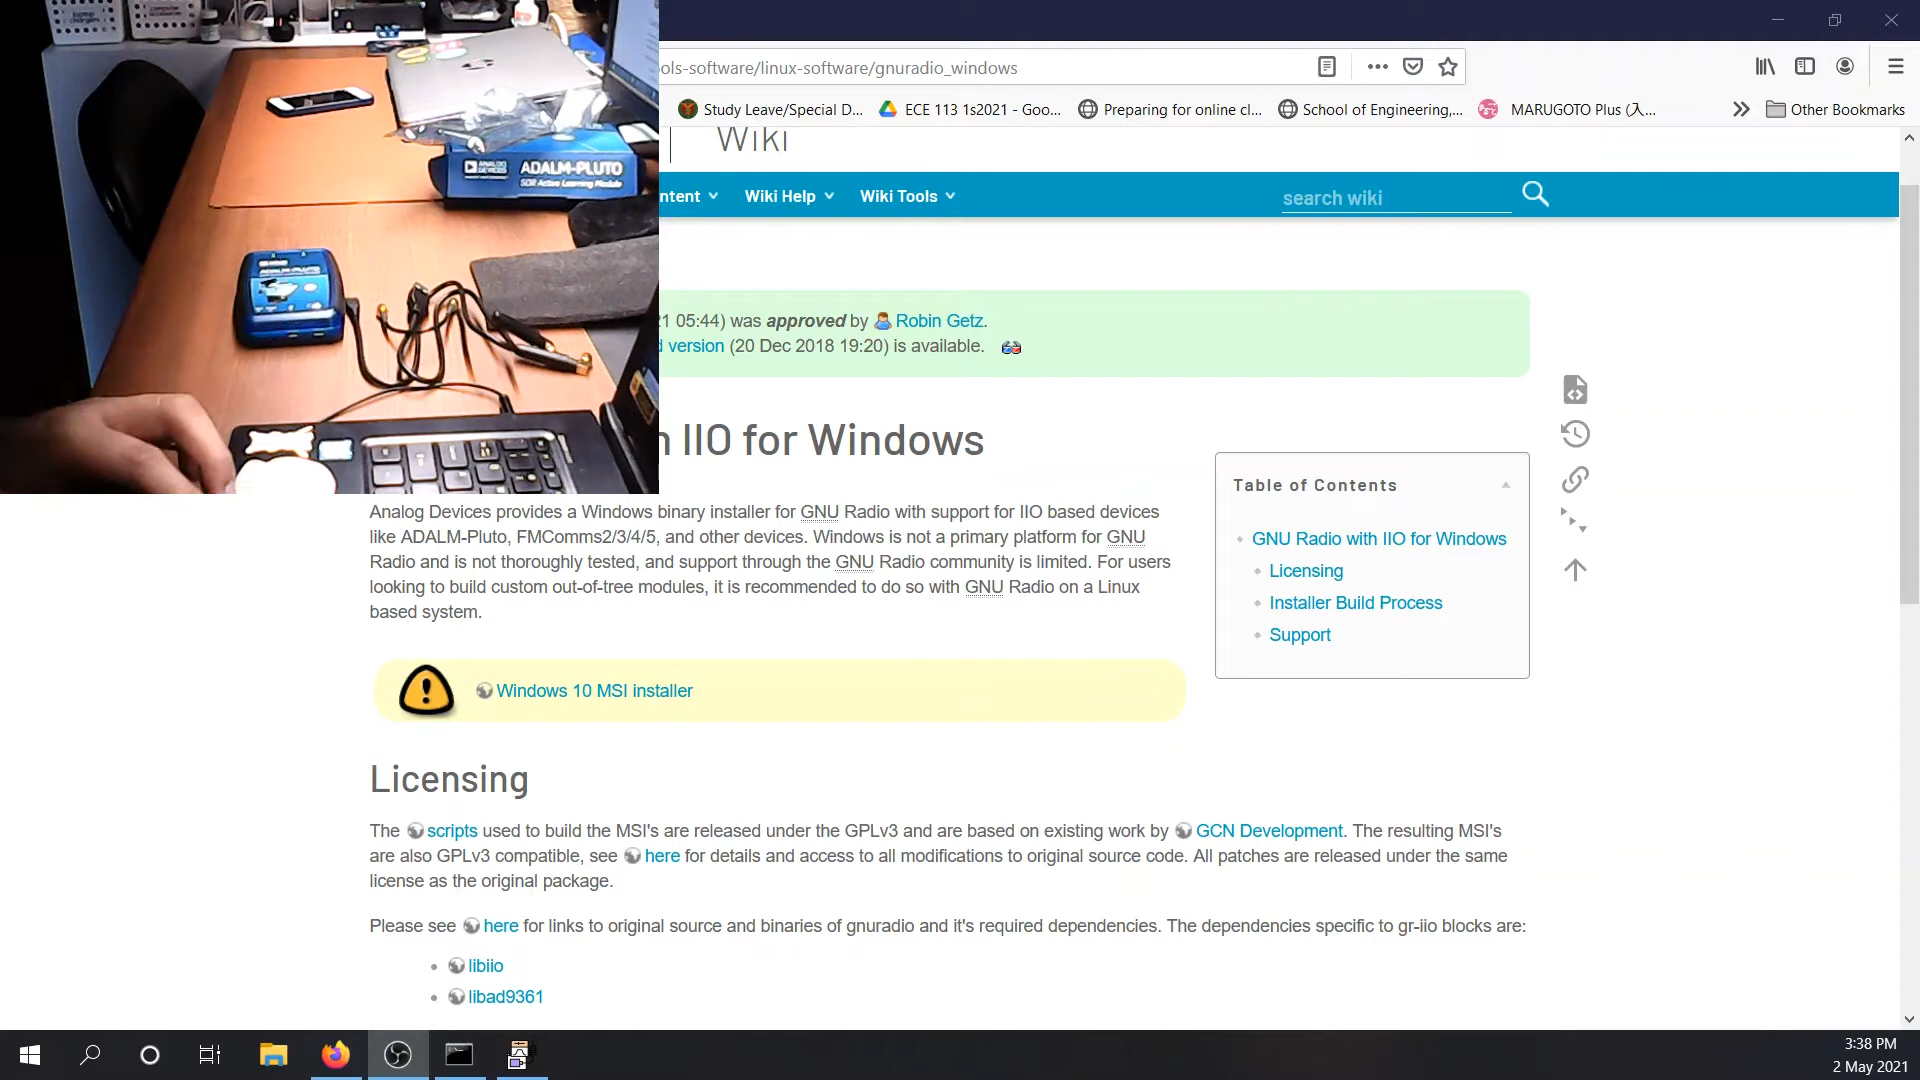 ols-software/linux-software/gnuradio_windows
Study Leave/Special D...
ECE 113 1s2021 - Goo...
Preparing for online cl...
School of Engineering,...
MARUGOTO Plus (入...
Other Bookmarks
Wiki
ntent
Wiki Help
Wiki Tools
search wiki
ANALOG DEVICES
ADALM-PLUTO
SDR Active Learning Module
ADALM-PLUTO
1 05:44) was approved by Robin Getz.
d version (20 Dec 2018 19:20) is available.
IIO for Windows
Analog Devices provides a Windows binary installer for GNU Radio with support for IIO based devices
like ADALM-Pluto, FMComms2/3/4/5, and other devices. Windows is not a primary platform for GNU
Radio and is not thoroughly tested, and support through the GNU Radio community is limited. For users
looking to build custom out-of-tree modules, it is recommended to do so with GNU Radio on a Linux
based system.
Table of Contents
GNU Radio with IIO for Windows
Licensing
Installer Build Process
Support
Windows 10 MSI installer
Licensing
The scripts used to build the MSI's are released under the GPLv3 and are based on existing work by GCN Development. The resulting MSI's
are also GPLv3 compatible, see here for details and access to all modifications to original source code. All patches are released under the same
license as the original package.
Please see here for links to original source and binaries of gnuradio and it's required dependencies. The dependencies specific to gr-iio blocks are:
libiio
libad9361
3:38 PM
2 May 2021